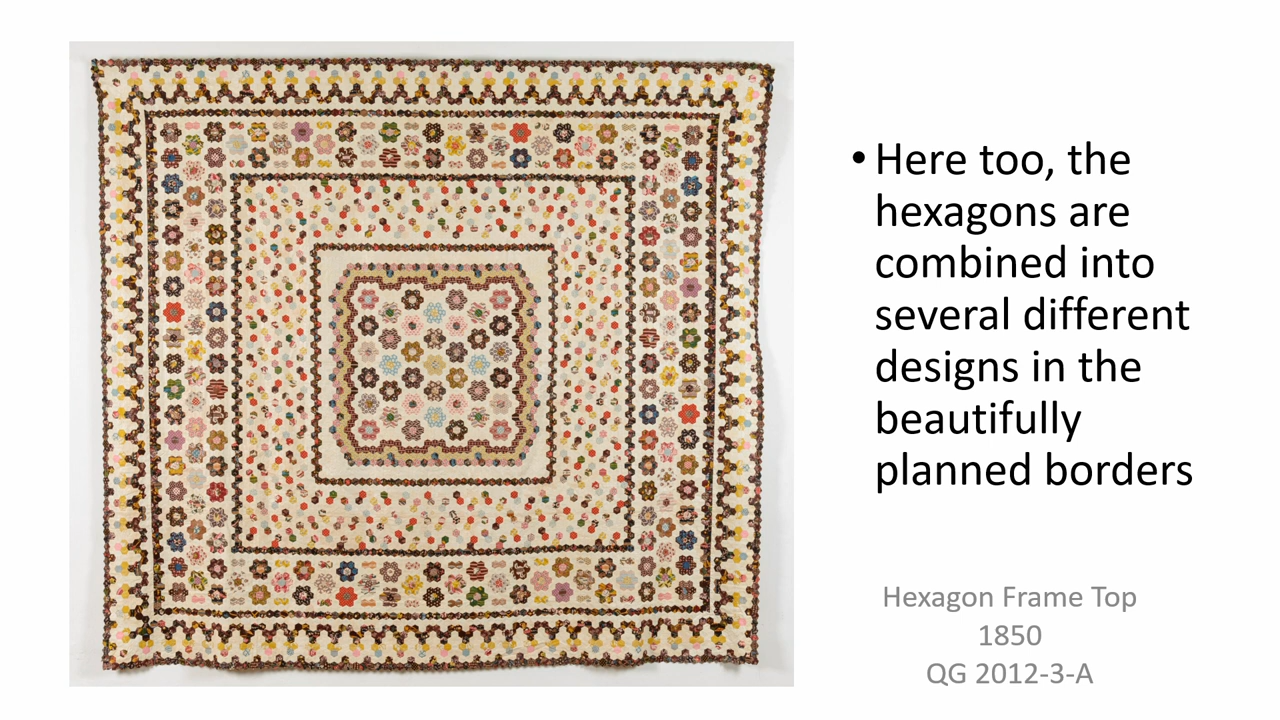 • Here too, the
hexagons are
combined into
several different
designs in the
beautifully
planned borders
Hexagon Frame Top
1850
QG 2012-3-A